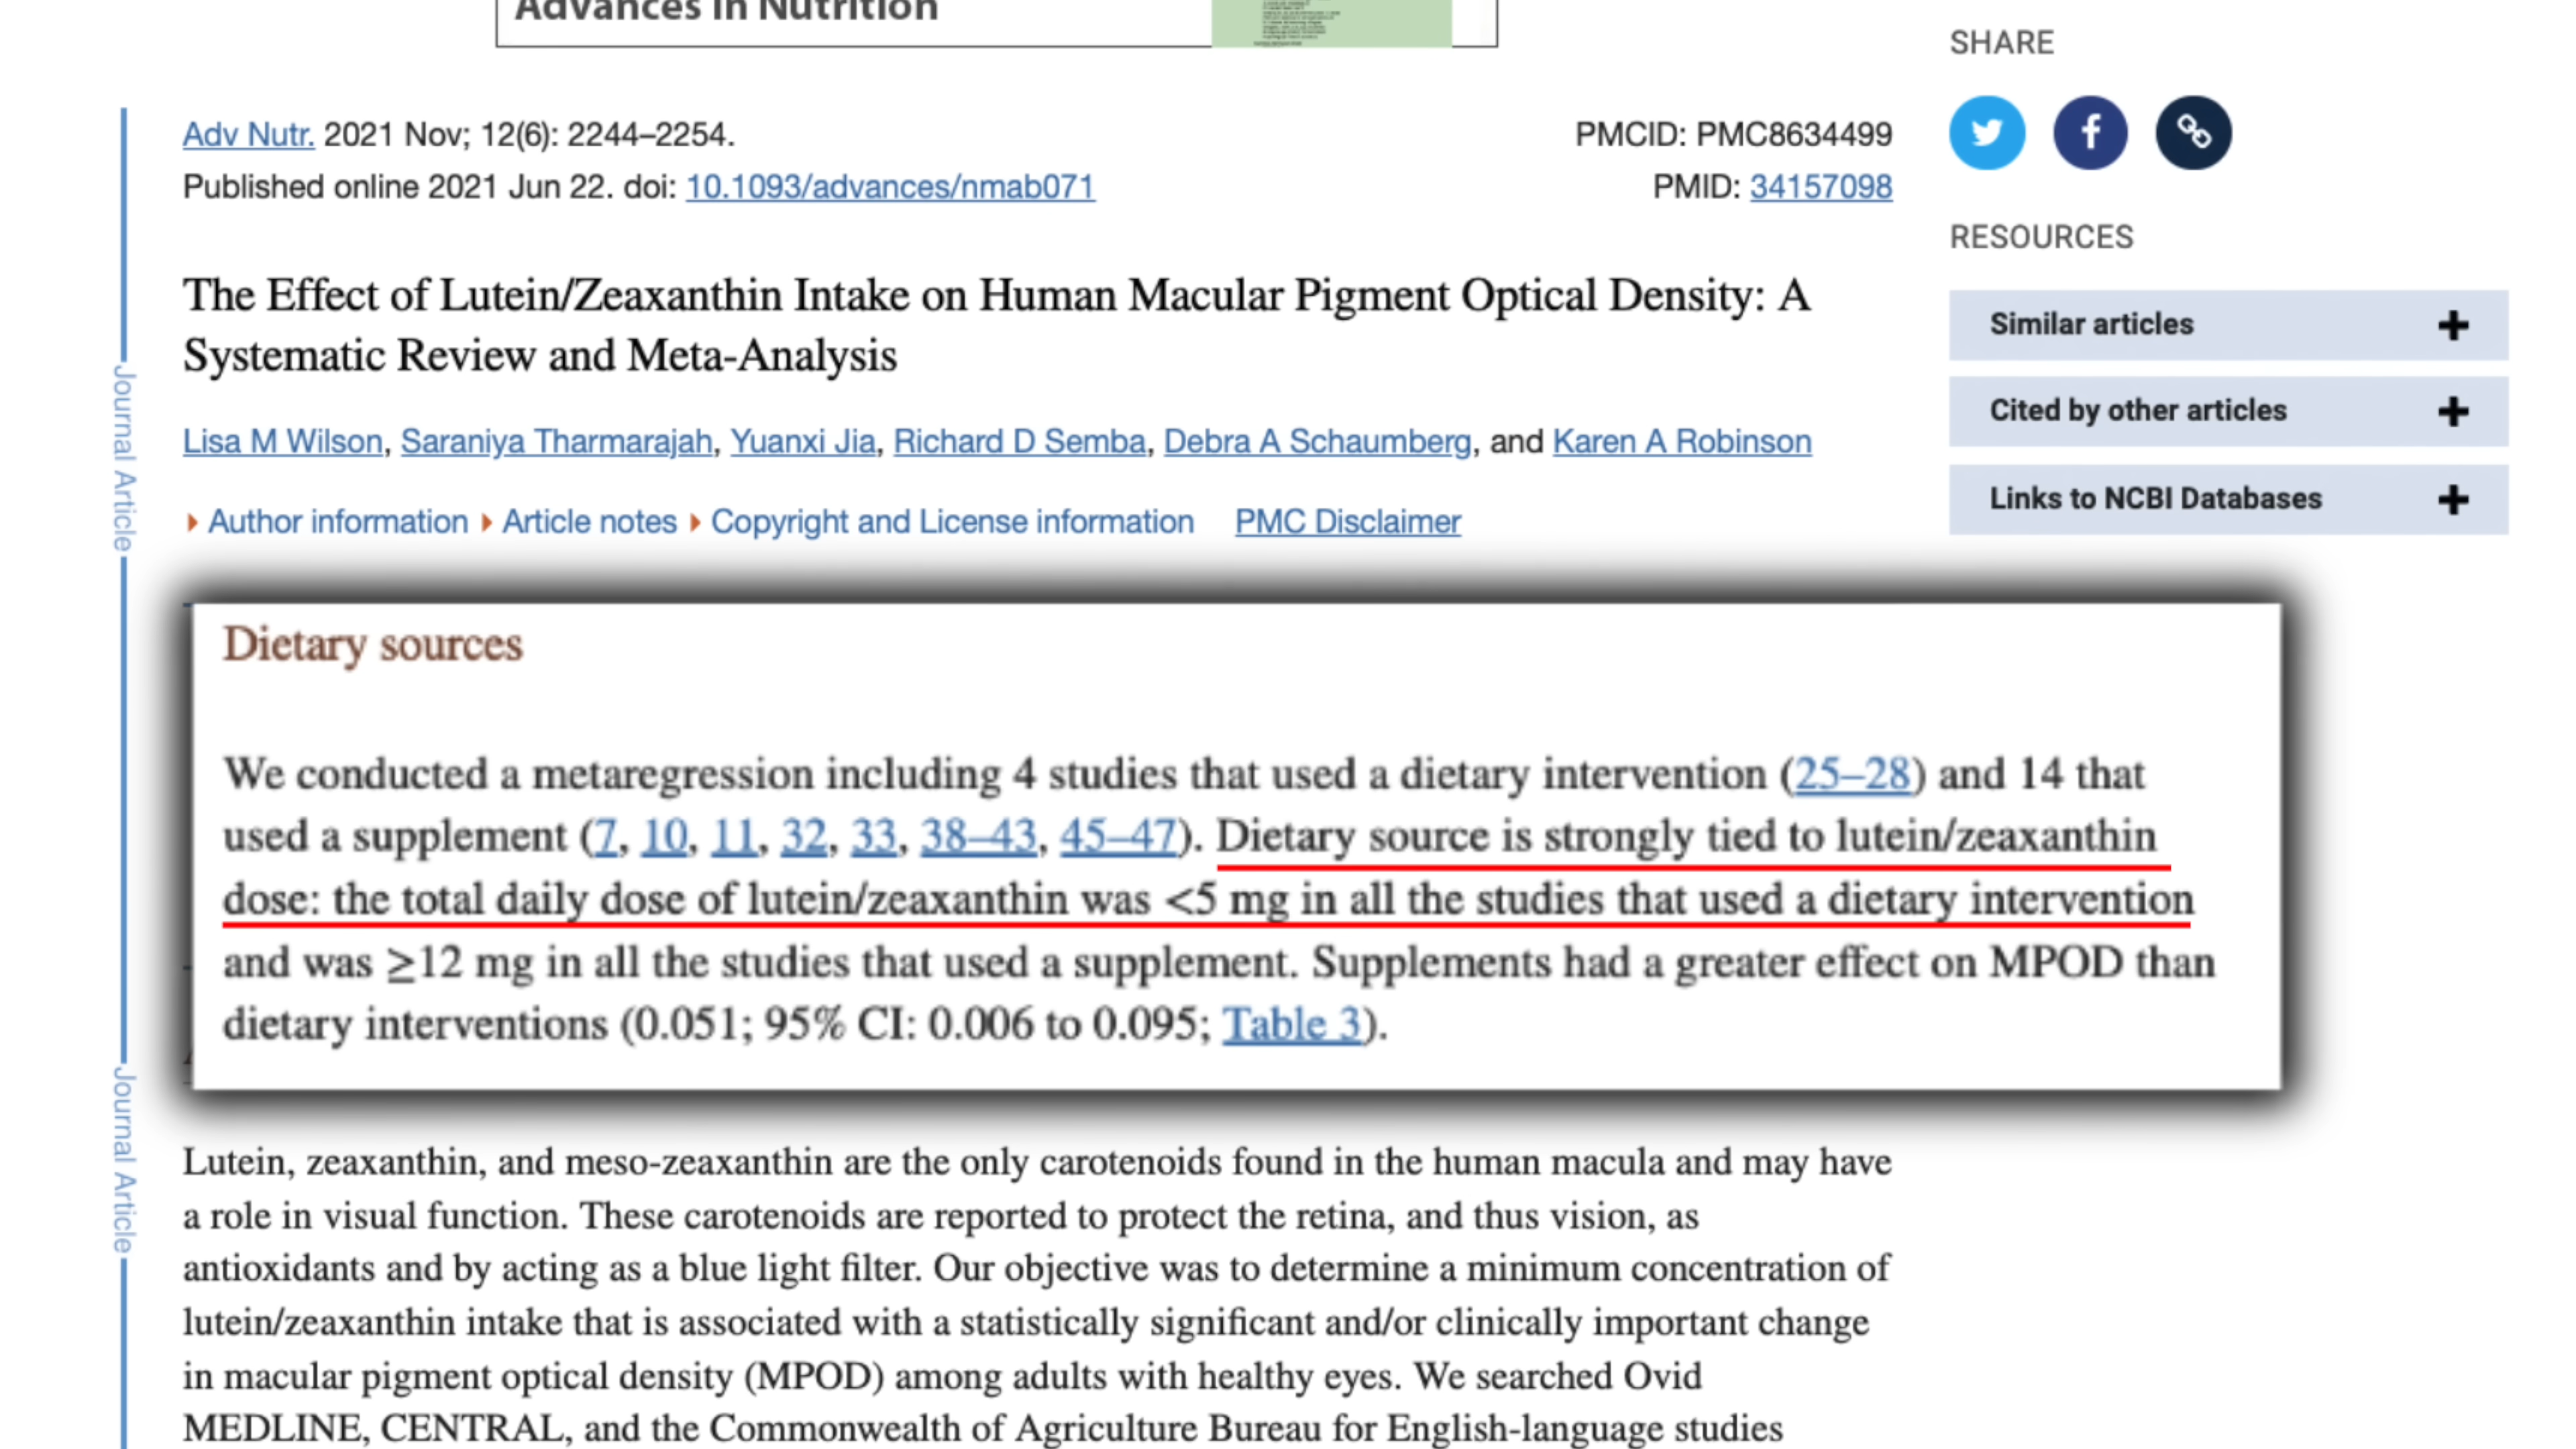 Advances in Nutrition
SHARE
Adv Nutr. 2021 Nov; 12(6): 2244–2254.
PMCID: PMC8634499
Published online 2021 Jun 22. doi: 10.1093/advances/nmab071
PMID: 34157098
RESOURCES
The Effect of Lutein/Zeaxanthin Intake on Human Macular Pigment Optical Density: A
Systematic Review and Meta-Analysis
Similar articles
Cited by other articles
Links to NCBI Databases
Lisa M Wilson, Saraniya Tharmarajah, Yuanxi Jia, Richard D Semba, Debra A Schaumberg, and Karen A Robinson
Author information Article notes Copyright and License information PMC Disclaimer
Journal Article
Dietary sources
We conducted a metaregression including 4 studies that used a dietary intervention (25–28) and 14 that
used a supplement (7, 10, 11, 32, 33, 38–43, 45–47). Dietary source is strongly tied to lutein/zeaxanthin
dose: the total daily dose of lutein/zeaxanthin was <5 mg in all the studies that used a dietary intervention
and was ≥12 mg in all the studies that used a supplement. Supplements had a greater effect on MPOD than
dietary interventions (0.051; 95% CI: 0.006 to 0.095; Table 3).
Journal Article
Lutein, zeaxanthin, and meso-zeaxanthin are the only carotenoids found in the human macula and may have
a role in visual function. These carotenoids are reported to protect the retina, and thus vision, as
antioxidants and by acting as a blue light filter. Our objective was to determine a minimum concentration of
lutein/zeaxanthin intake that is associated with a statistically significant and/or clinically important change
in macular pigment optical density (MPOD) among adults with healthy eyes. We searched Ovid
MEDLINE, CENTRAL, and the Commonwealth of Agriculture Bureau for English-language studies